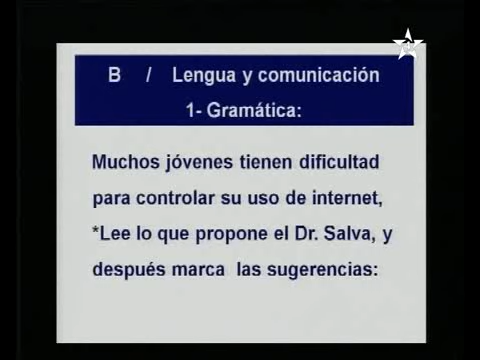 B / Lengua y comunicación
1- Gramática:
Muchos jóvenes tienen dificultad
para controlar su uso de internet,
*Lee lo que propone el Dr. Salva, y
después marca las sugerencias: